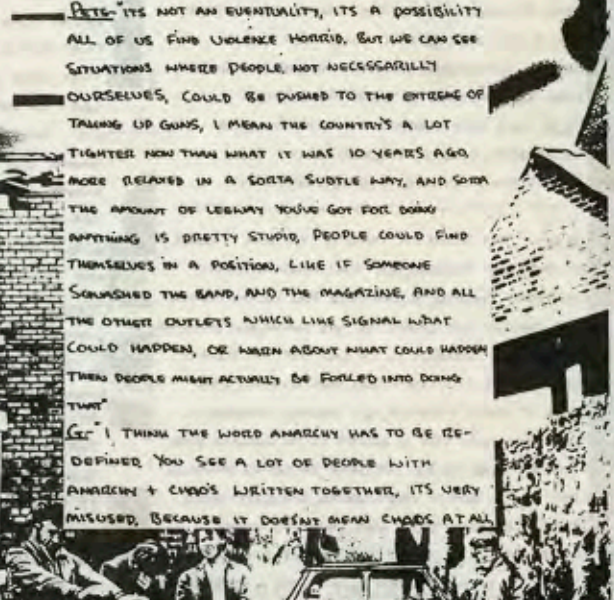 PETE- "ITS NOT AN EVENTUALITY, ITS A POSSIBILITY
ALL OF US FIND VIOLENCE HORRID, BUT WE CAN SEE
SITUATIONS WHERE PEOPLE, NOT NECESSARILLY
OURSELVES, COULD BE PUSHED TO THE EXTREME OF
TAKING UP GUNS, I MEAN THE COUNTRY'S A LOT
TIGHTER NOW THAN WHAT IT WAS 10 YEARS AGO,
MORE RELAXED IN A SORTA SUBTLE WAY, AND SORTA
THE AMOUNT OF LEEWAY YOU'VE GOT FOR DOING
ANYTHING IS PRETTY STUPID, PEOPLE COULD FIND
THEMSELVES IN A POSITION, LIKE IF SOMEONE
SQUASHED THE BAND, AND THE MAGAZINE, AND ALL
THE OTHER OUTLETS WHICH LIKE SIGNAL WHAT
COULD HAPPEN, OR WARN ABOUT WHAT COULD HAPPEN
THEN PEOPLE MIGHT ACTUALLY BE FORCED INTO DOING
THAT"
G- "I THINK THE WORD ANARCHY HAS TO BE RE-
DEFINED, YOU SEE A LOT OF PEOPLE WITH
ANARCHY + CHAO'S WRITTEN TOGETHER, ITS VERY
MISUSED, BECAUSE IT DOESN'T MEAN CHAOS AT ALL,